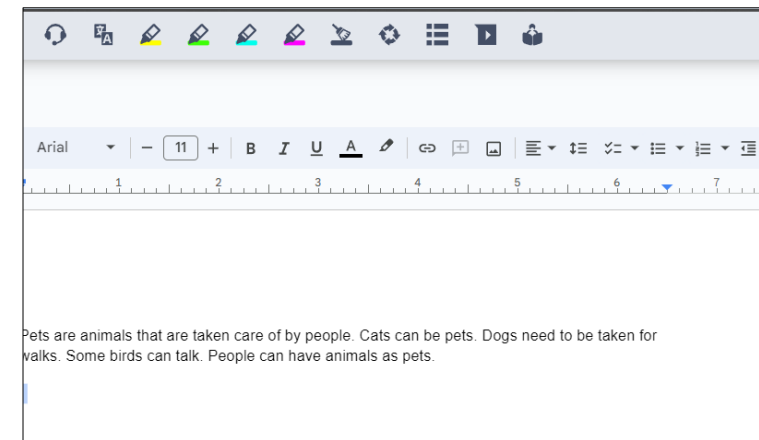 Arial 11 B I U A
1 2 3 4 5 6 7
Pets are animals that are taken care of by people. Cats can be pets. Dogs need to be taken for
walks. Some birds can talk. People can have animals as pets.